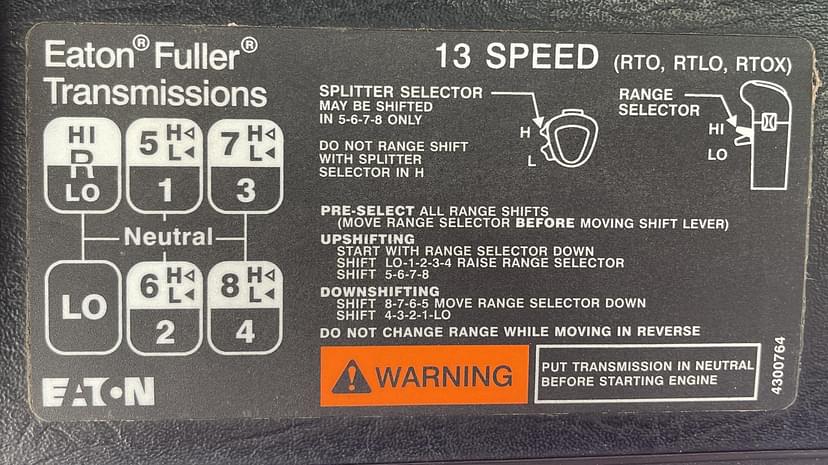 Eaton® Fuller®
Transmissions
13 SPEED (RTO, RTLO, RTOX)
HI
R
LO
5 H
L
1
7 H
L
3
Neutral
LO
6 H
L
2
8 H
L
4
EATON
SPLITTER SELECTOR
MAY BE SHIFTED
IN 5-6-7-8 ONLY
H
L
RANGE
SELECTOR
HI
LO
DO NOT RANGE SHIFT
WITH SPLITTER
SELECTOR IN H
PRE-SELECT ALL RANGE SHIFTS
(MOVE RANGE SELECTOR BEFORE MOVING SHIFT LEVER)
UPSHIFTING
START WITH RANGE SELECTOR DOWN
SHIFT LO-1-2-3-4 RAISE RANGE SELECTOR
SHIFT 5-6-7-8
DOWNSHIFTING
SHIFT 8-7-6-5 MOVE RANGE SELECTOR DOWN
SHIFT 4-3-2-1-LO
DO NOT CHANGE RANGE WHILE MOVING IN REVERSE
WARNING
PUT TRANSMISSION IN NEUTRAL
BEFORE STARTING ENGINE
4300764